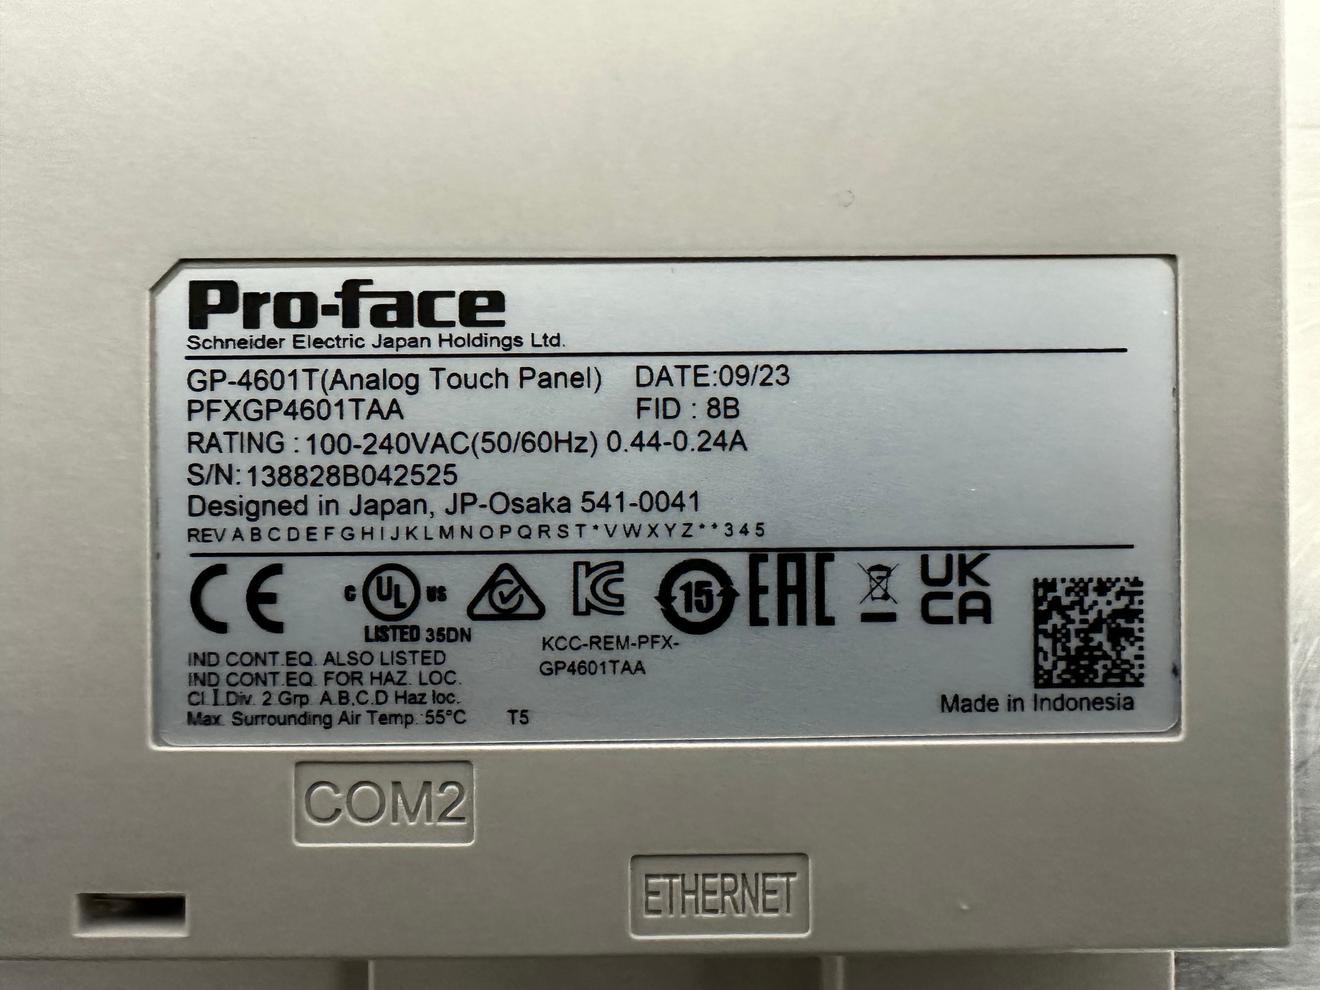 Pro-face
Schneider Electric Japan Holdings Ltd.
GP-4601T(Analog Touch Panel) DATE:09/23
PFXGP4601TAA FID : 8B
RATING : 100-240VAC(50/60Hz) 0.44-0.24A
S/N: 138828B042525
Designed in Japan, JP-Osaka 541-0041
REV A B C D E F G H I J K L M N O P Q R S T * V W X Y Z * * 3 4 5
CE C UL US 15 EAC UK
CA
LISTED 35DN
KCC-REM-PFX-
GP4601TAA
IND CONT.EQ. ALSO LISTED
IND CONT.EQ. FOR HAZ. LOC.
Cl I.Div. 2 Grp. A.B.C.D Haz loc.
Max. Surrounding Air Temp. 55°C T5
Made in Indonesia
COM2
ETHERNET